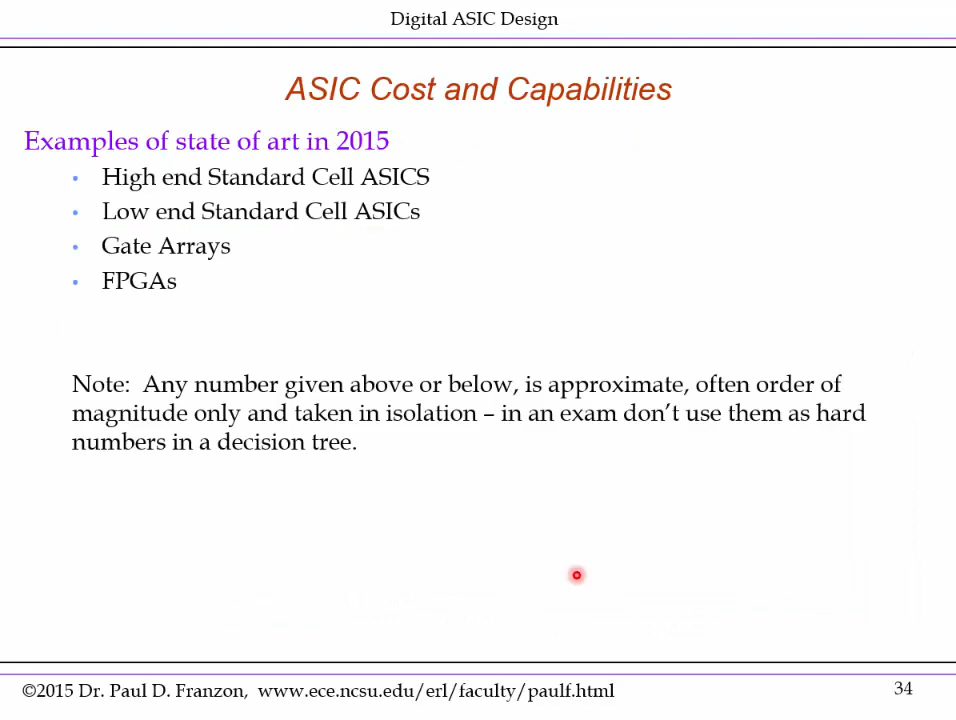 Digital ASIC Design
ASIC Cost and Capabilities
Examples of state of art in 2015
• High end Standard Cell ASICS
• Low end Standard Cell ASICs
• Gate Arrays
• FPGAs
Note: Any number given above or below, is approximate, often order of
magnitude only and taken in isolation – in an exam don’t use them as hard
numbers in a decision tree.
©2015 Dr. Paul D. Franzon, www.ece.ncsu.edu/erl/faculty/paulf.html
34